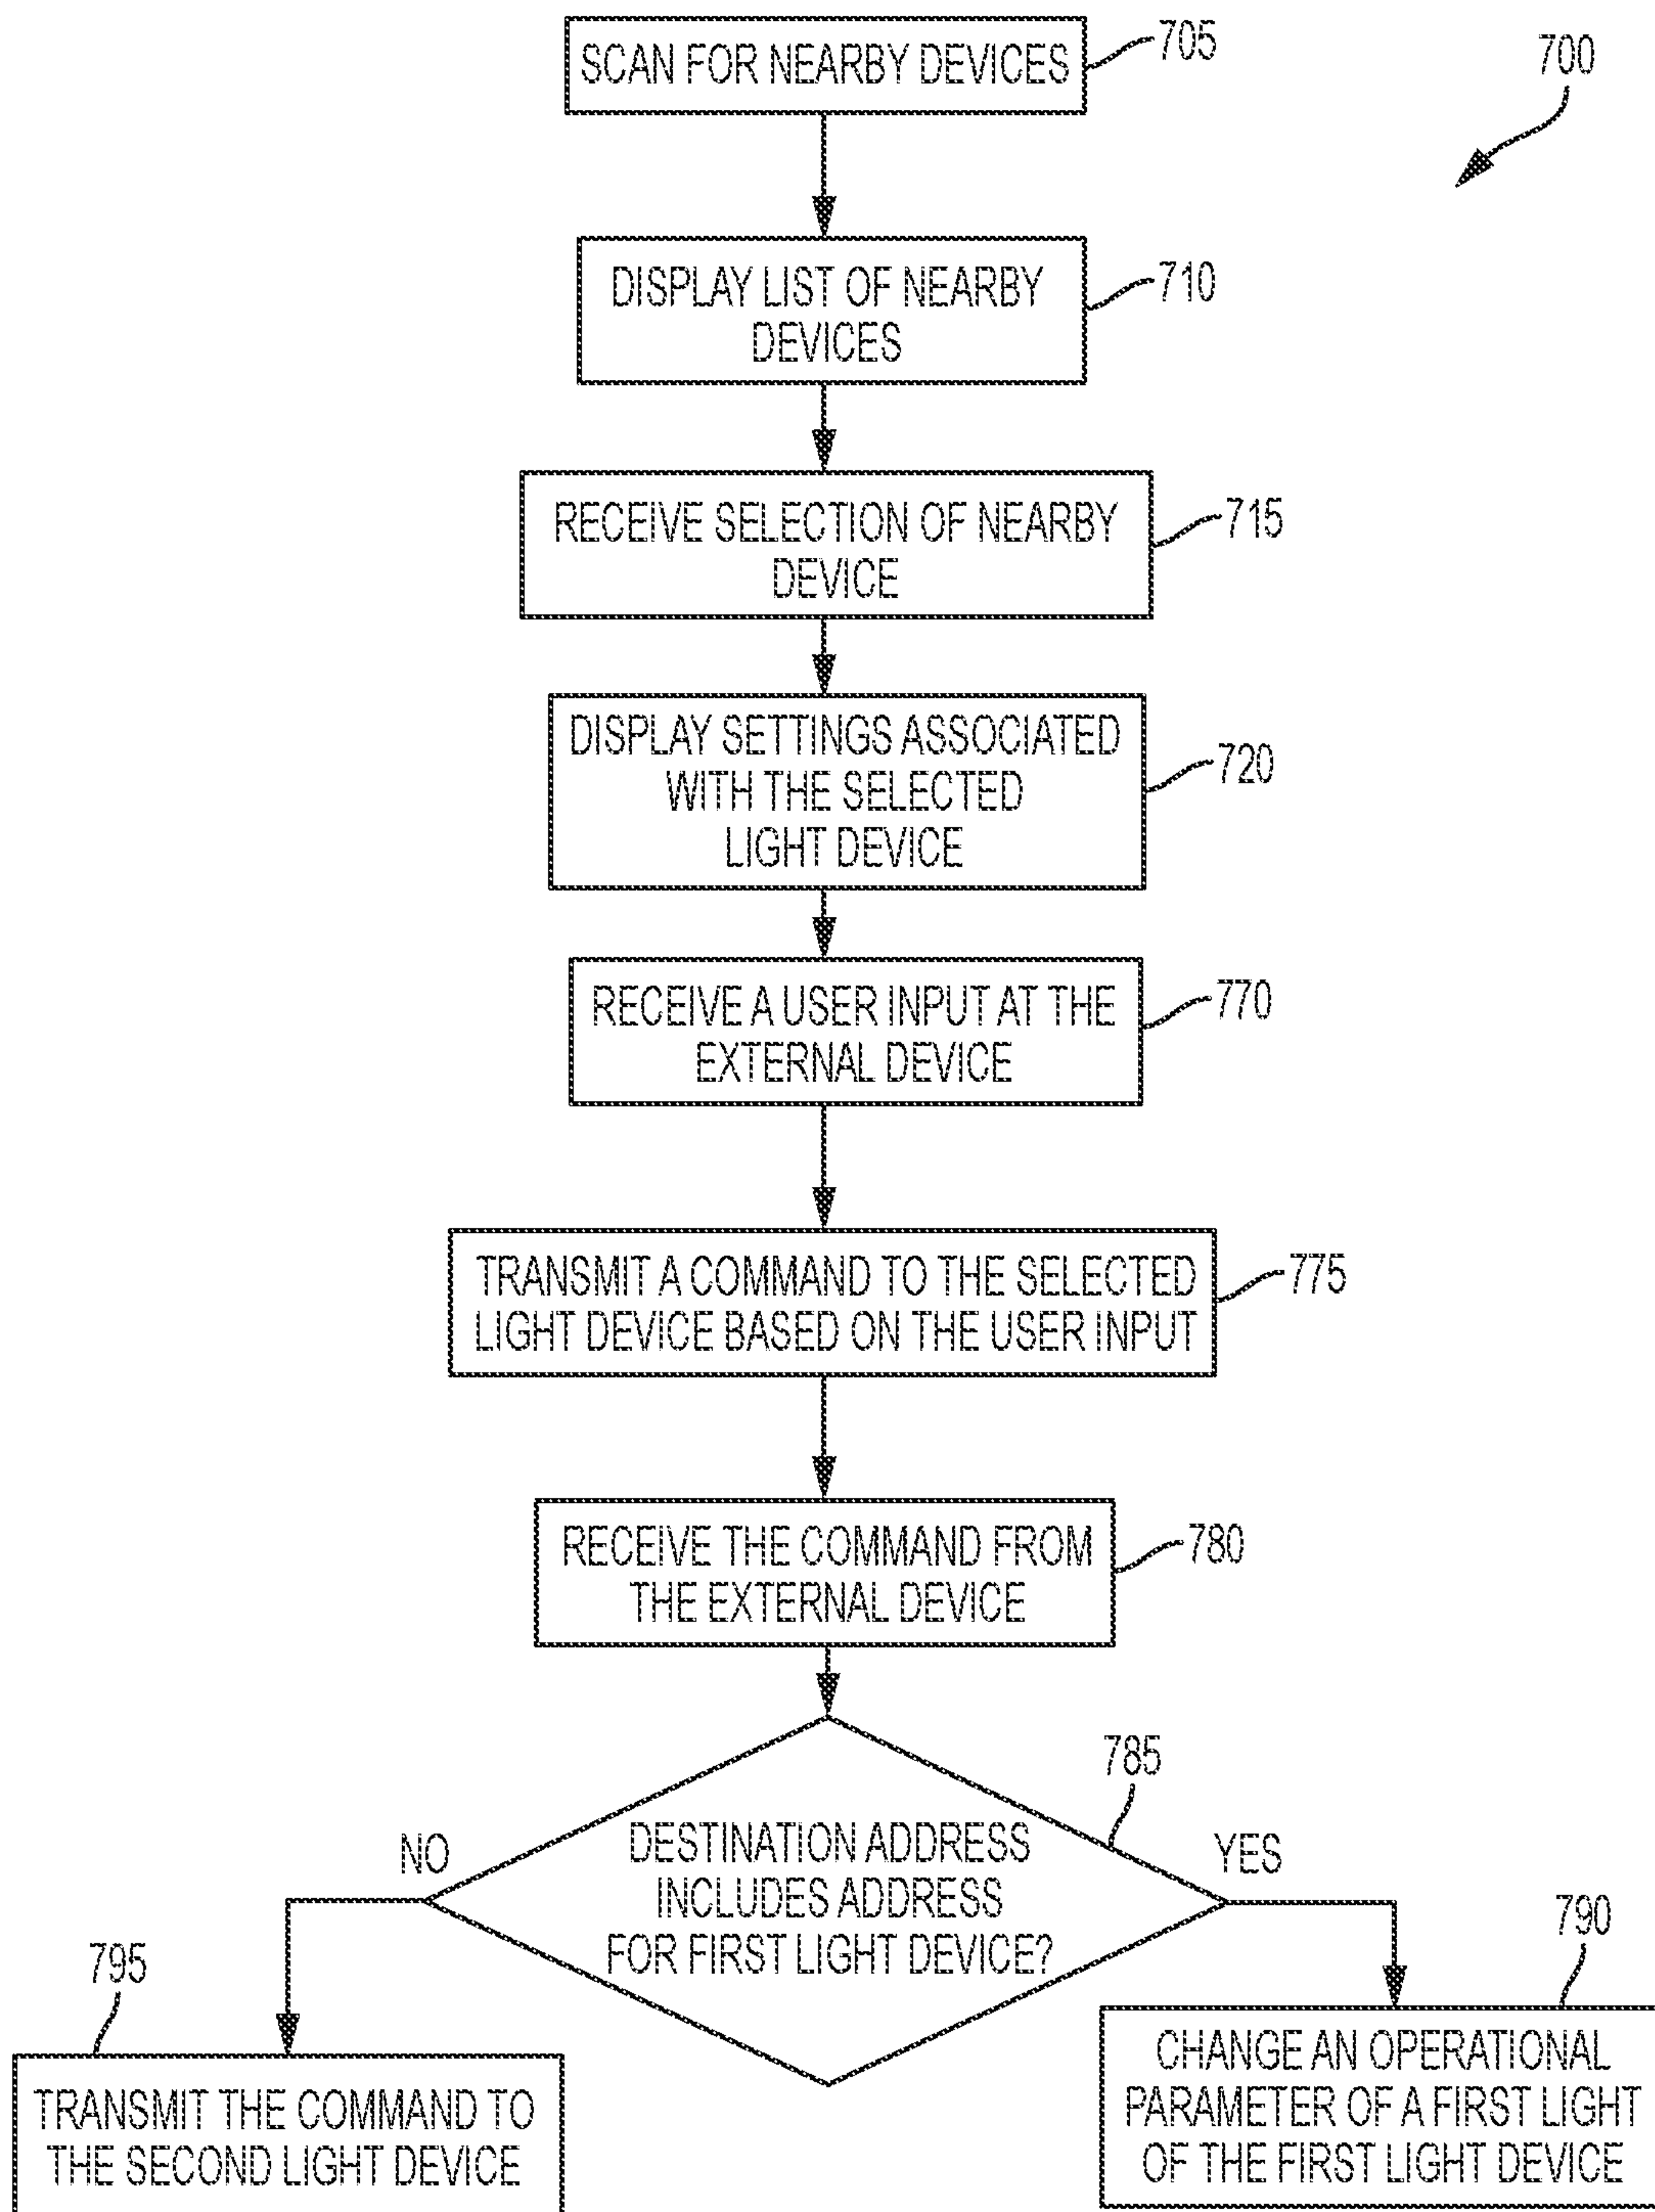 SCAN FOR NEARBY DEVICES
705
700
DISPLAY LIST OF NEARBY
DEVICES
710
RECEIVE SELECTION OF NEARBY
DEVICE
715
DISPLAY SETTINGS ASSOCIATED
WITH THE SELECTED
LIGHT DEVICE
720
RECEIVE A USER INPUT AT THE
EXTERNAL DEVICE
770
TRANSMIT A COMMAND TO THE SELECTED
LIGHT DEVICE BASED ON THE USER INPUT
775
RECEIVE THE COMMAND FROM
THE EXTERNAL DEVICE
780
785
DESTINATION ADDRESS
INCLUDES ADDRESS
FOR FIRST LIGHT DEVICE?
NO
YES
795
TRANSMIT THE COMMAND TO
THE SECOND LIGHT DEVICE
790
CHANGE AN OPERATIONAL
PARAMETER OF A FIRST LIGHT
OF THE FIRST LIGHT DEVICE